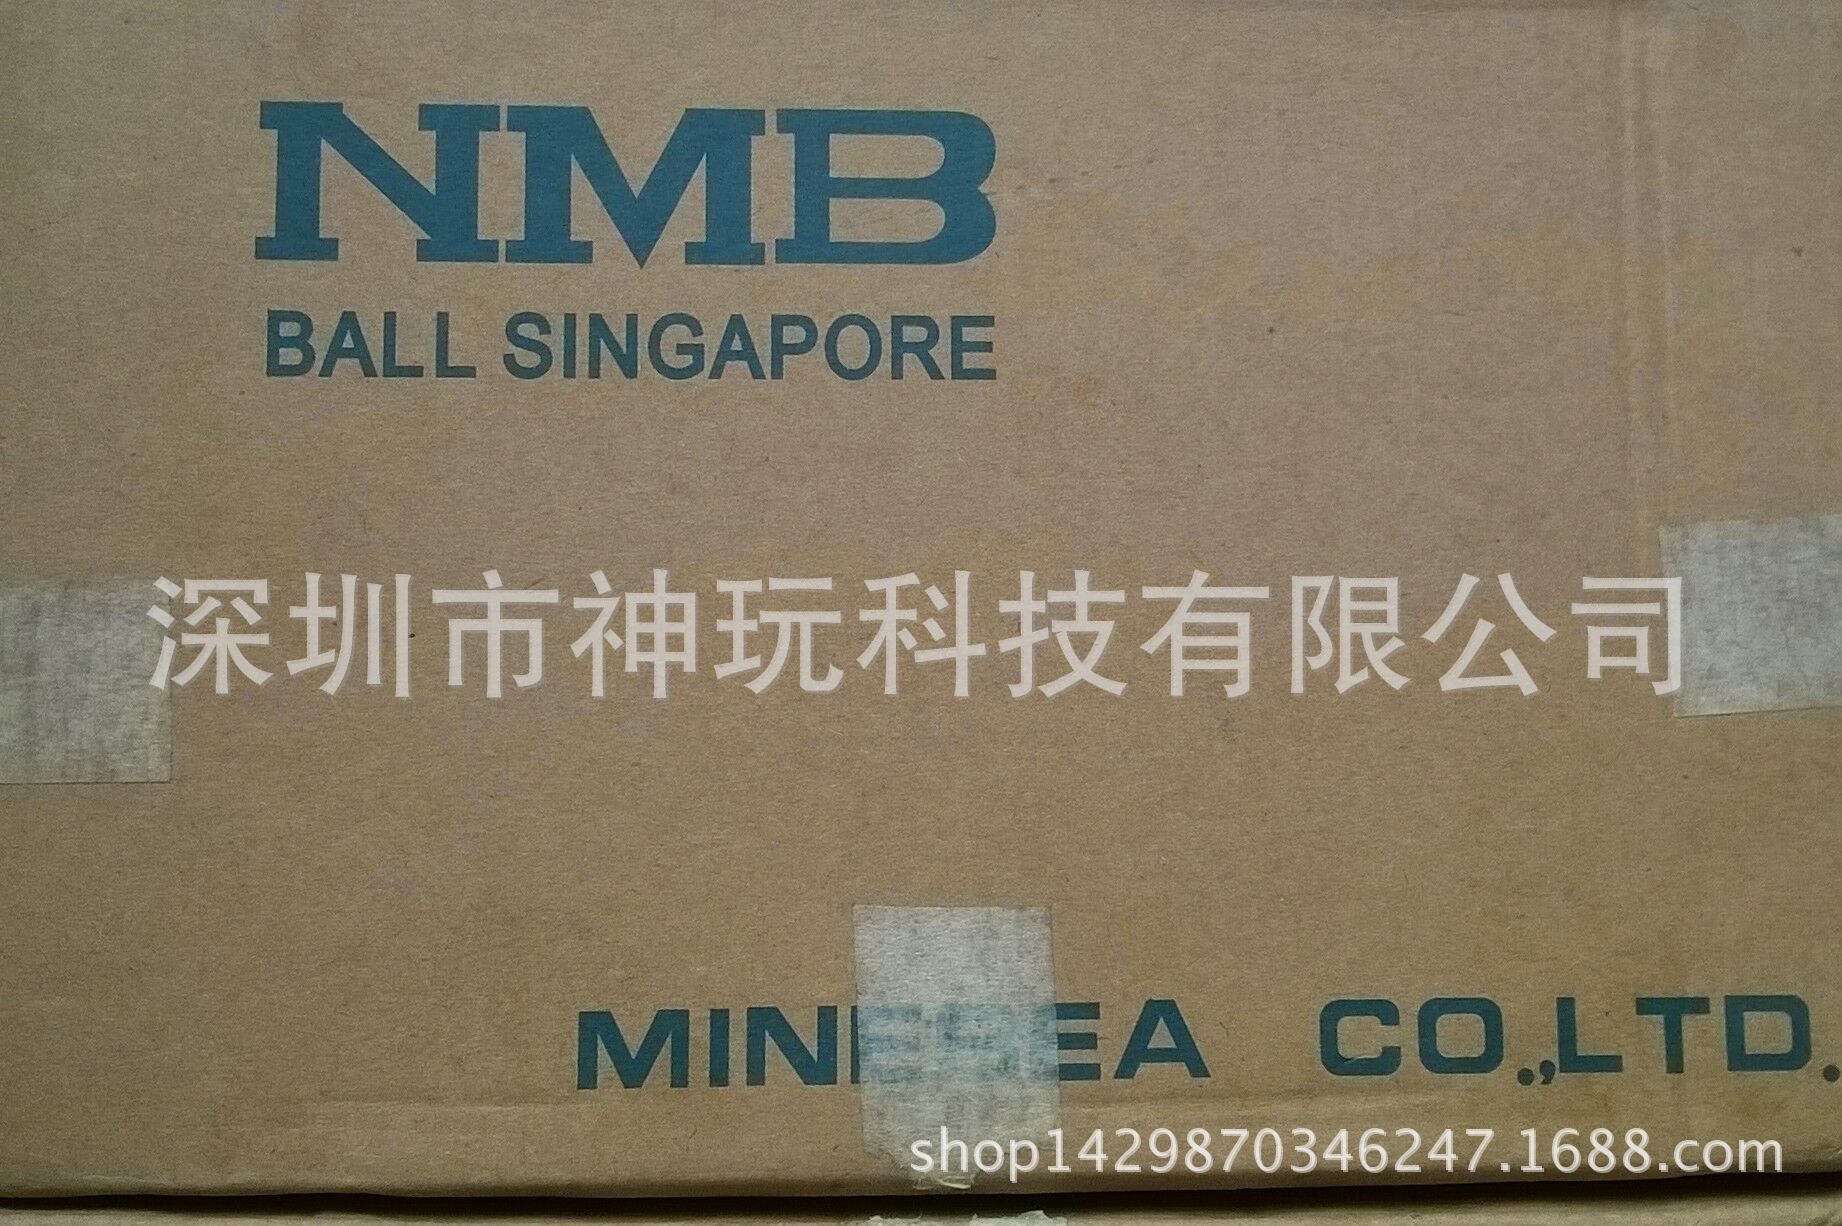 NMB
BALL SINGAPORE
深圳市神玩科技有限公司
MINEBEA CO.,LTD.
shop1429870346247.1688.com